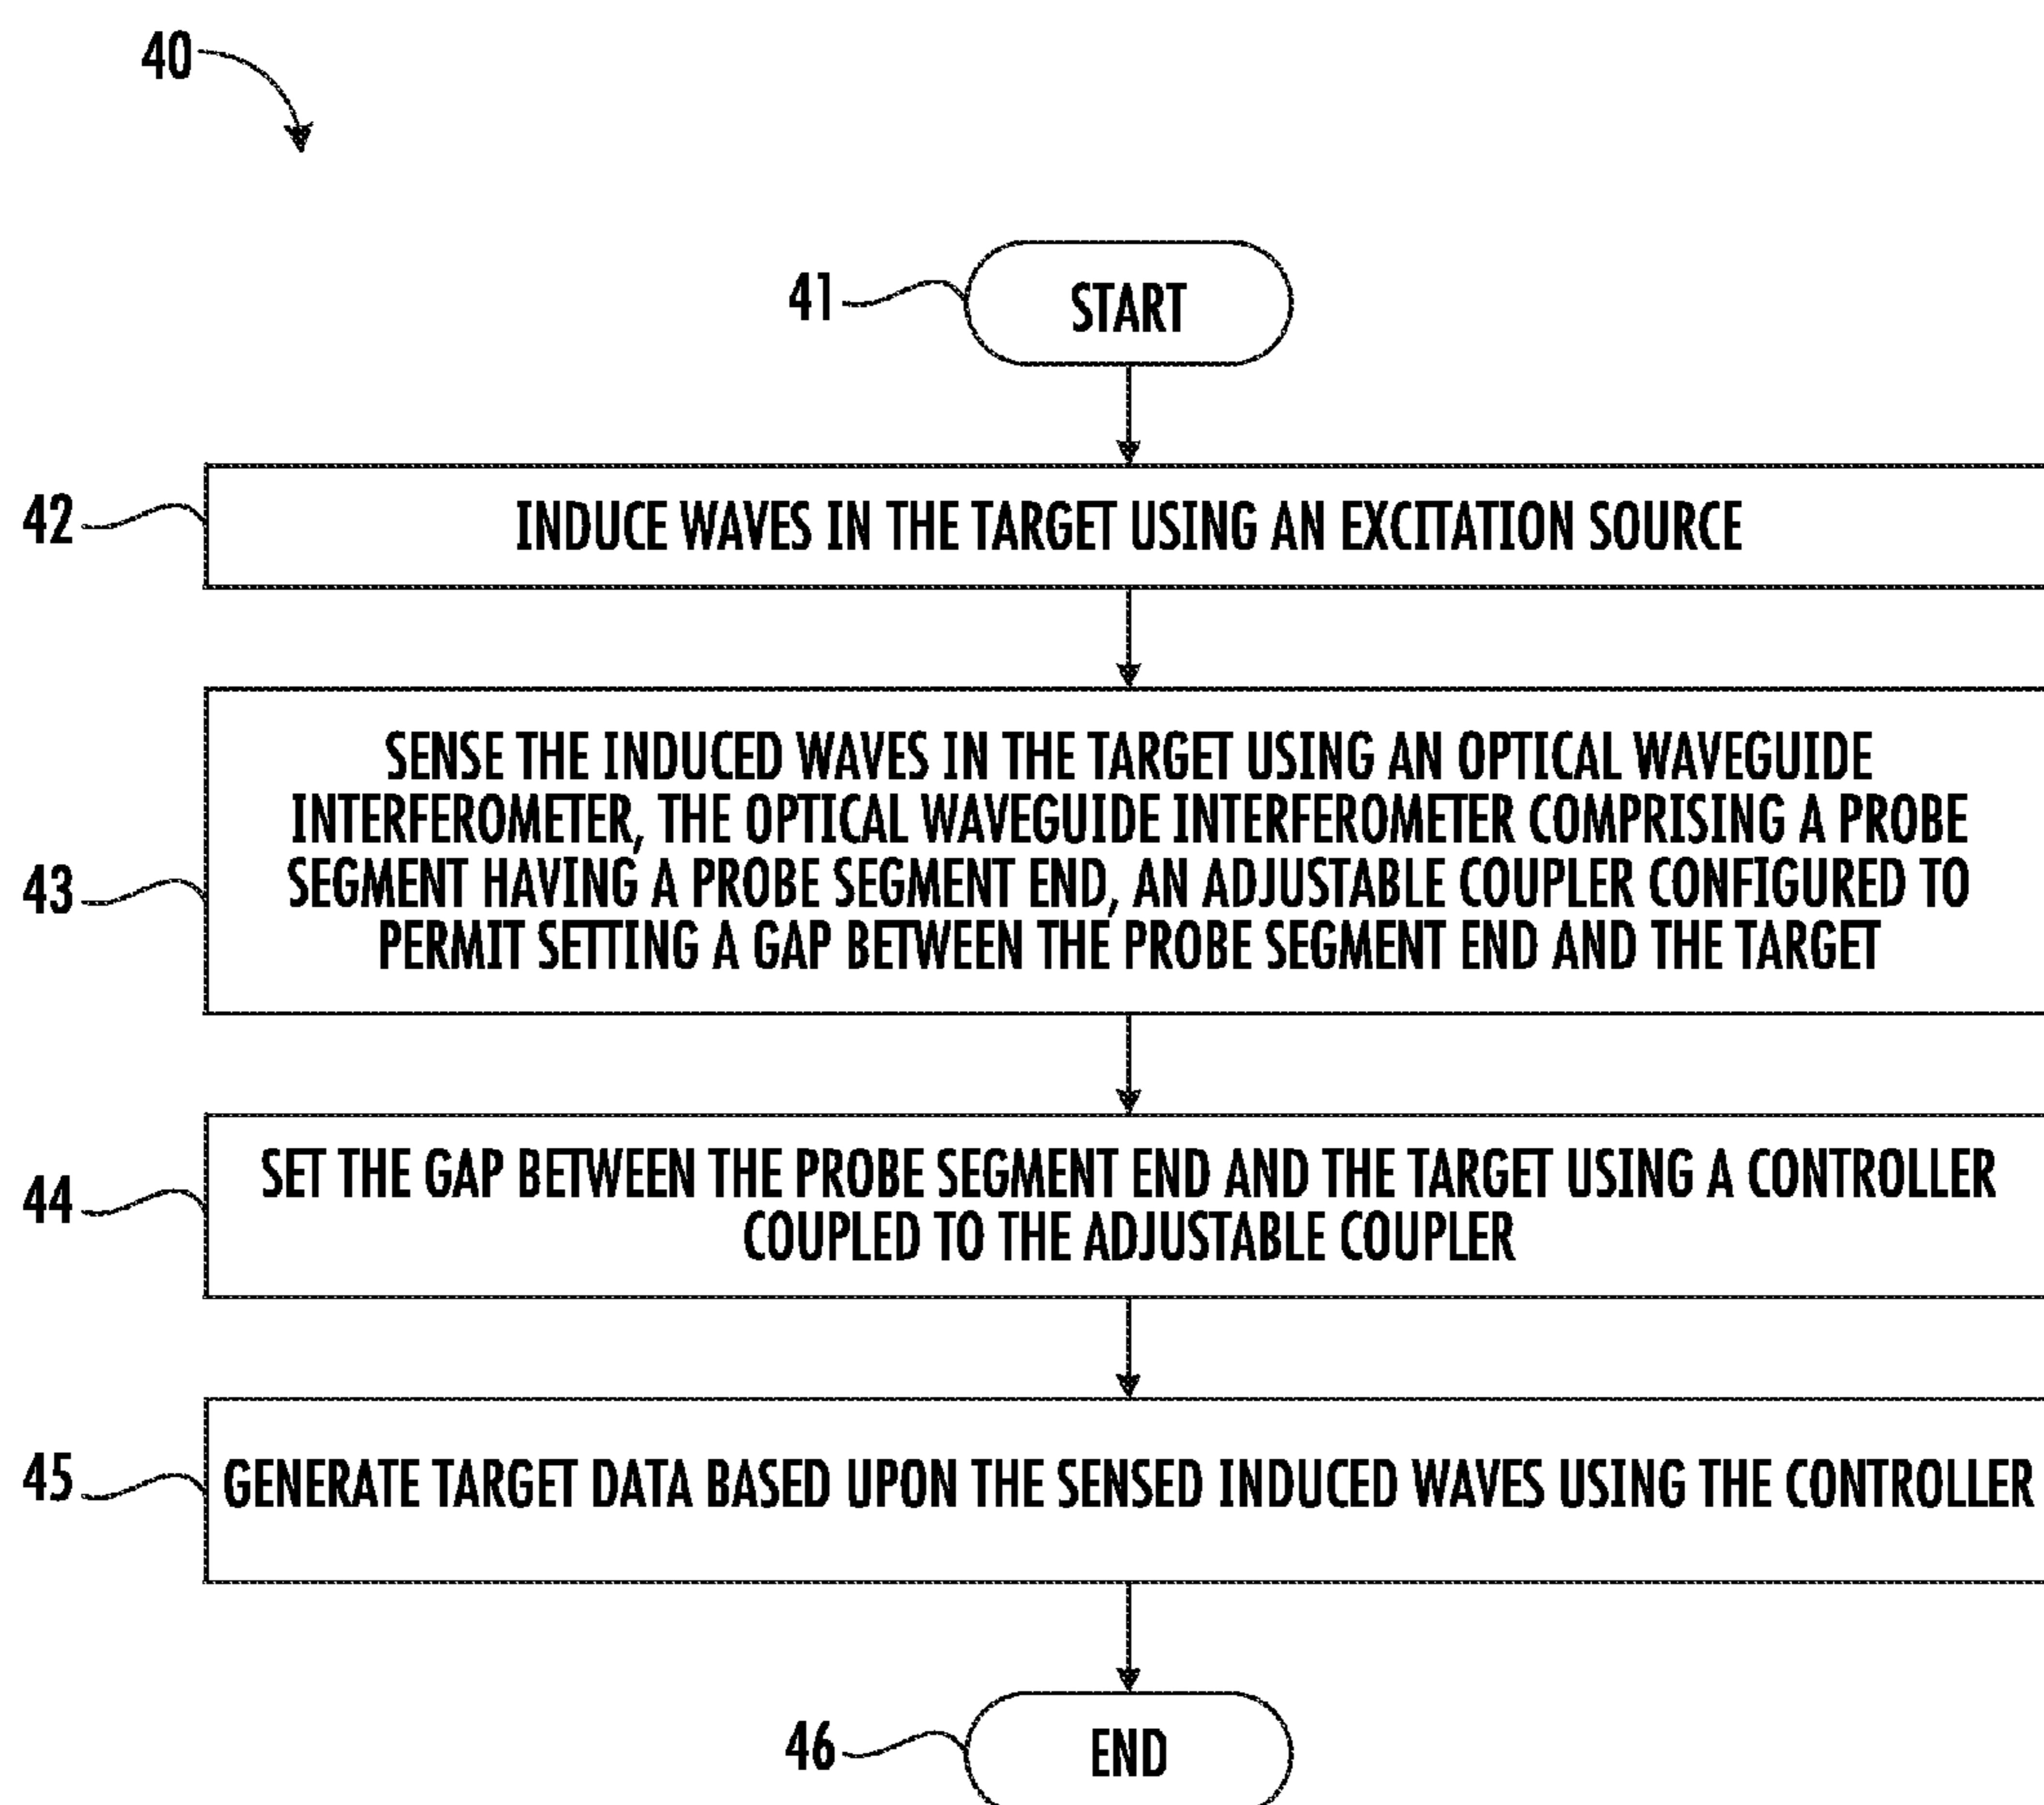 40
41
START
42
INDUCE WAVES IN THE TARGET USING AN EXCITATION SOURCE
43
SENSE THE INDUCED WAVES IN THE TARGET USING AN OPTICAL WAVEGUIDE
INTERFEROMETER, THE OPTICAL WAVEGUIDE INTERFEROMETER COMPRISING A PROBE
SEGMENT HAVING A PROBE SEGMENT END, AN ADJUSTABLE COUPLER CONFIGURED TO
PERMIT SETTING A GAP BETWEEN THE PROBE SEGMENT END AND THE TARGET
44
SET THE GAP BETWEEN THE PROBE SEGMENT END AND THE TARGET USING A CONTROLLER
COUPLED TO THE ADJUSTABLE COUPLER
45
GENERATE TARGET DATA BASED UPON THE SENSED INDUCED WAVES USING THE CONTROLLER
46
END